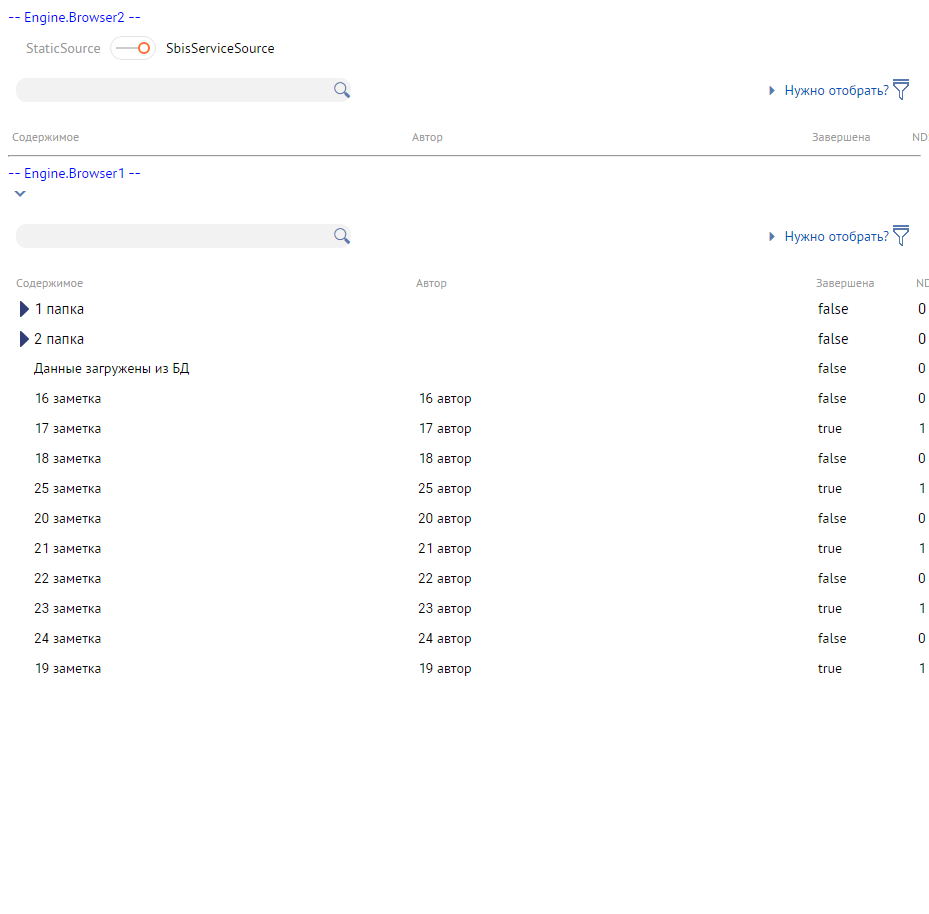 -- Engine.Browser2 --
StaticSource SbisServiceSource
Нужно отобрать?
Содержимое Автор Завершена ND
-- Engine.Browser1 --
Нужно отобрать?
Содержимое Автор Завершена ND
1 папка false 0
2 папка false 0
Данные загружены из БД false 0
16 заметка 16 автор false 0
17 заметка 17 автор true 1
18 заметка 18 автор false 0
25 заметка 25 автор true 1
20 заметка 20 автор false 0
21 заметка 21 автор true 1
22 заметка 22 автор false 0
23 заметка 23 автор true 1
24 заметка 24 автор false 0
19 заметка 19 автор true 1